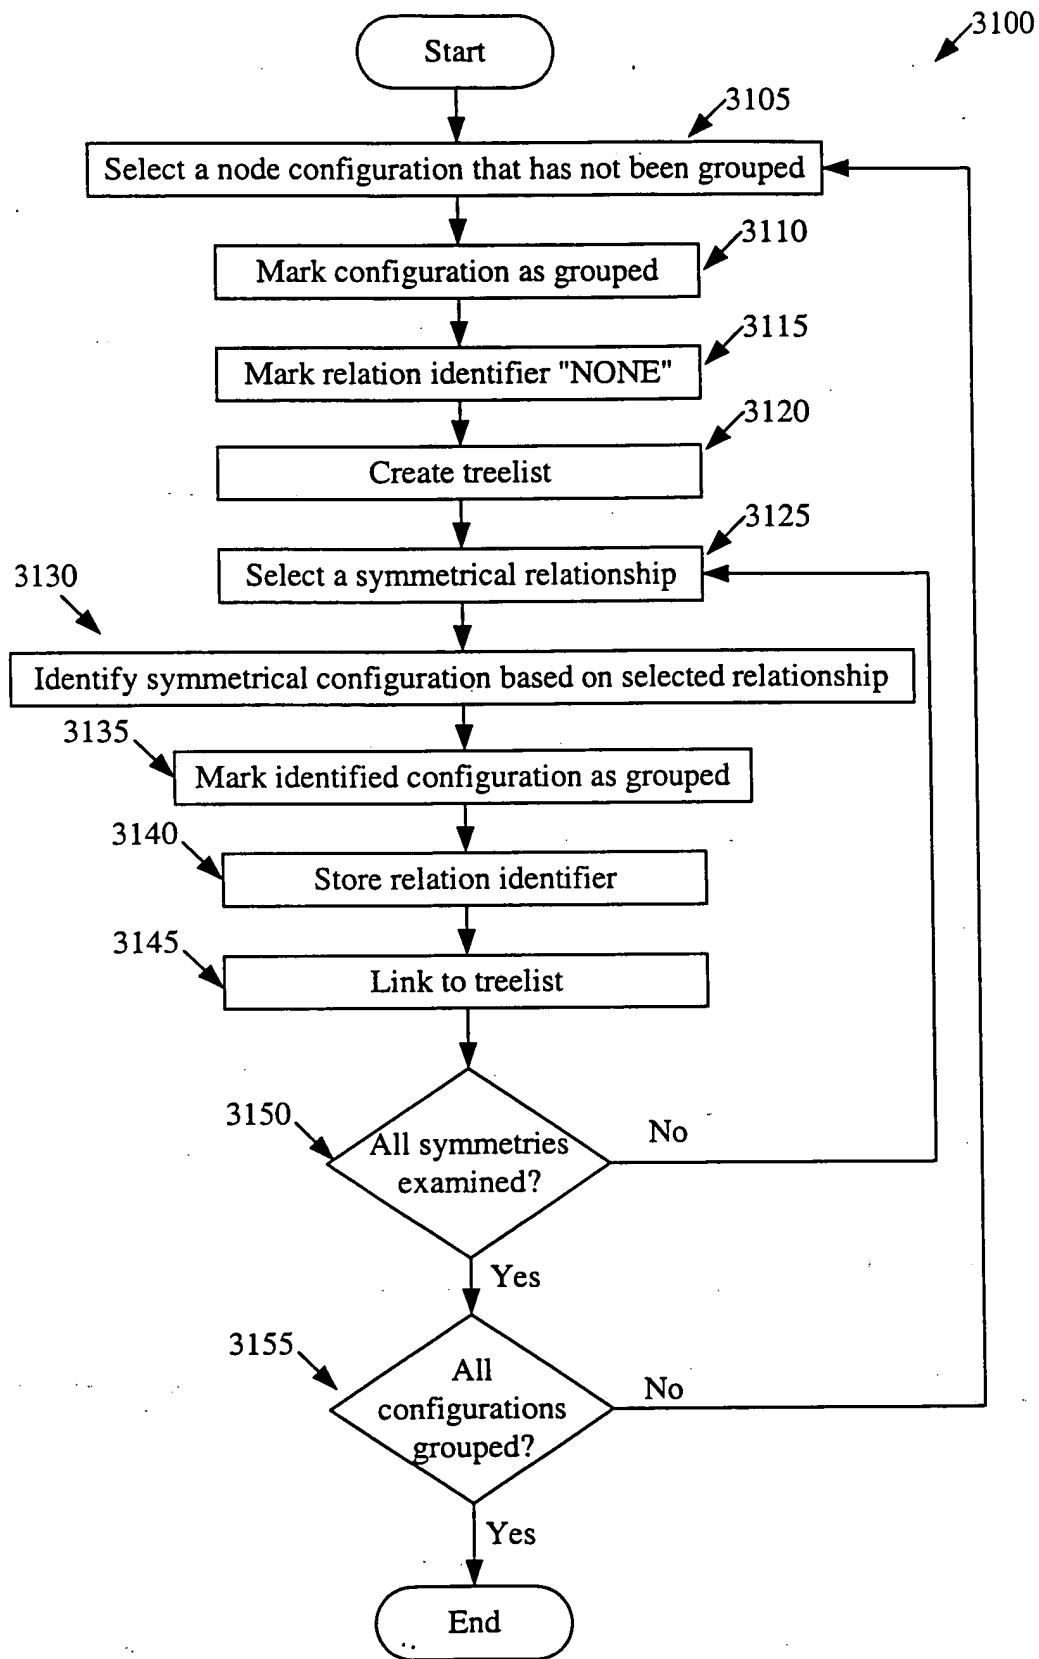 3100
Start
3105
Select a node configuration that has not been grouped
3110
Mark configuration as grouped
3115
Mark relation identifier "NONE"
3120
Create treelist
3125
Select a symmetrical relationship
3130
Identify symmetrical configuration based on selected relationship
3135
Mark identified configuration as grouped
3140
Store relation identifier
3145
Link to treelist
3150
All symmetries
examined?
No
Yes
3155
All
configurations
grouped?
No
Yes
End